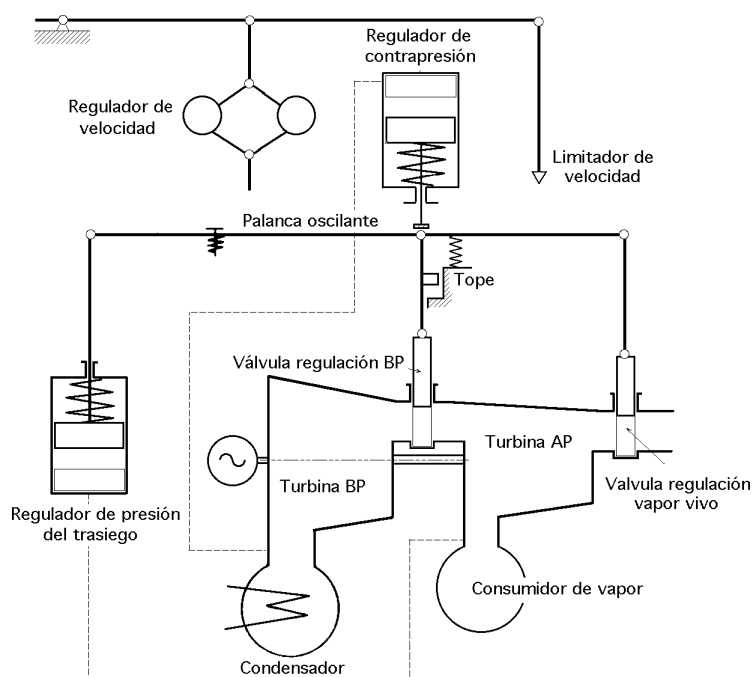 Regulador de
contrapresión
Regulador de
velocidad
Limitador de
velocidad
Palanca oscilante
Tope
Válvula regulación BP
Turbina AP
Turbina BP
Valvula regulación
vapor vivo
Regulador de presión
del trasiego
Consumidor de vapor
Condensador